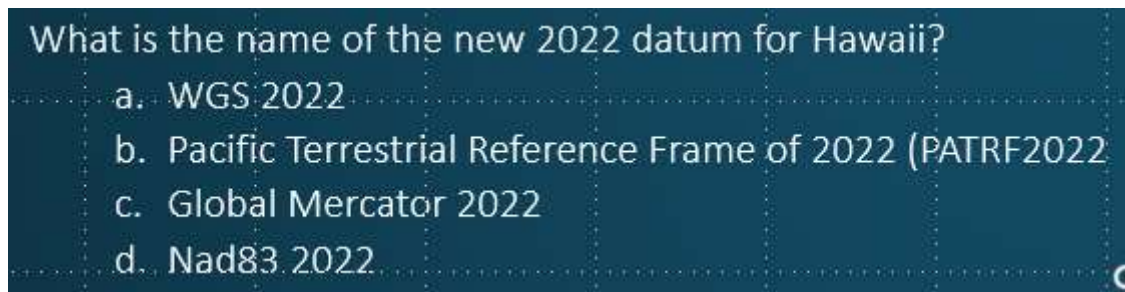 What is the name of the new 2022 datum for Hawaii?
a. WGS 2022
b. Pacific Terrestrial Reference Frame of 2022 (PATRF2022
c. Global Mercator 2022
d. Nad83 2022